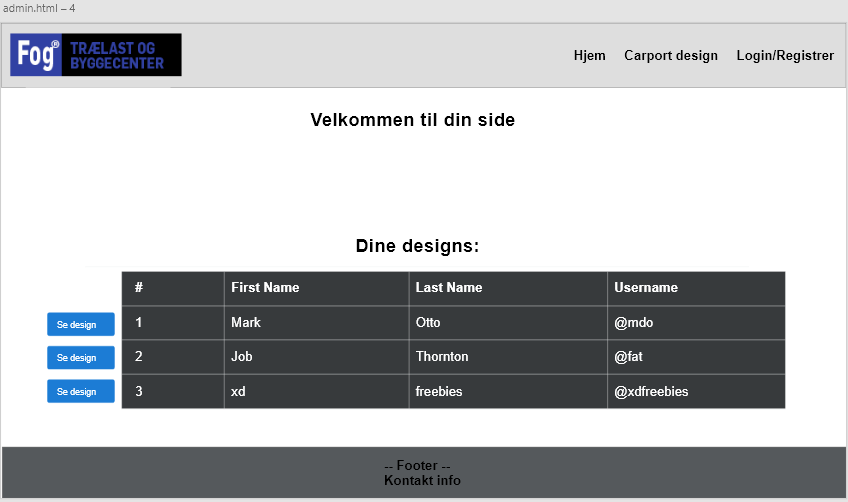 admin.html – 4
Fog® TRÆLAST OG BYGGECENTER
Hjem Carport design Login/Registrer
Velkommen til din side
Dine designs:
# First Name Last Name Username
Se design 1 Mark Otto @mdo
Se design 2 Job Thornton @fat
Se design 3 xd freebies @xdfreebies
-- Footer --
Kontakt info